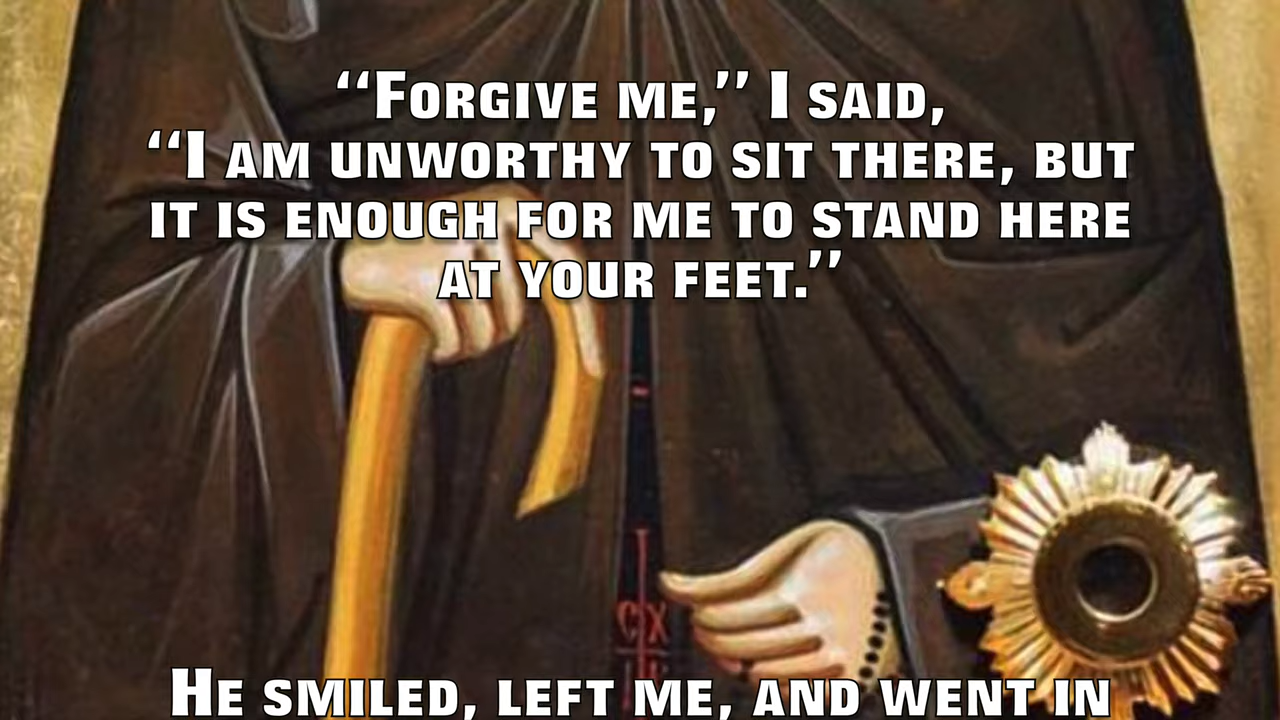 “Forgive me,” I said,
“I am unworthy to sit there, but
it is enough for me to stand here
at your feet.”
He smiled, left me, and went in